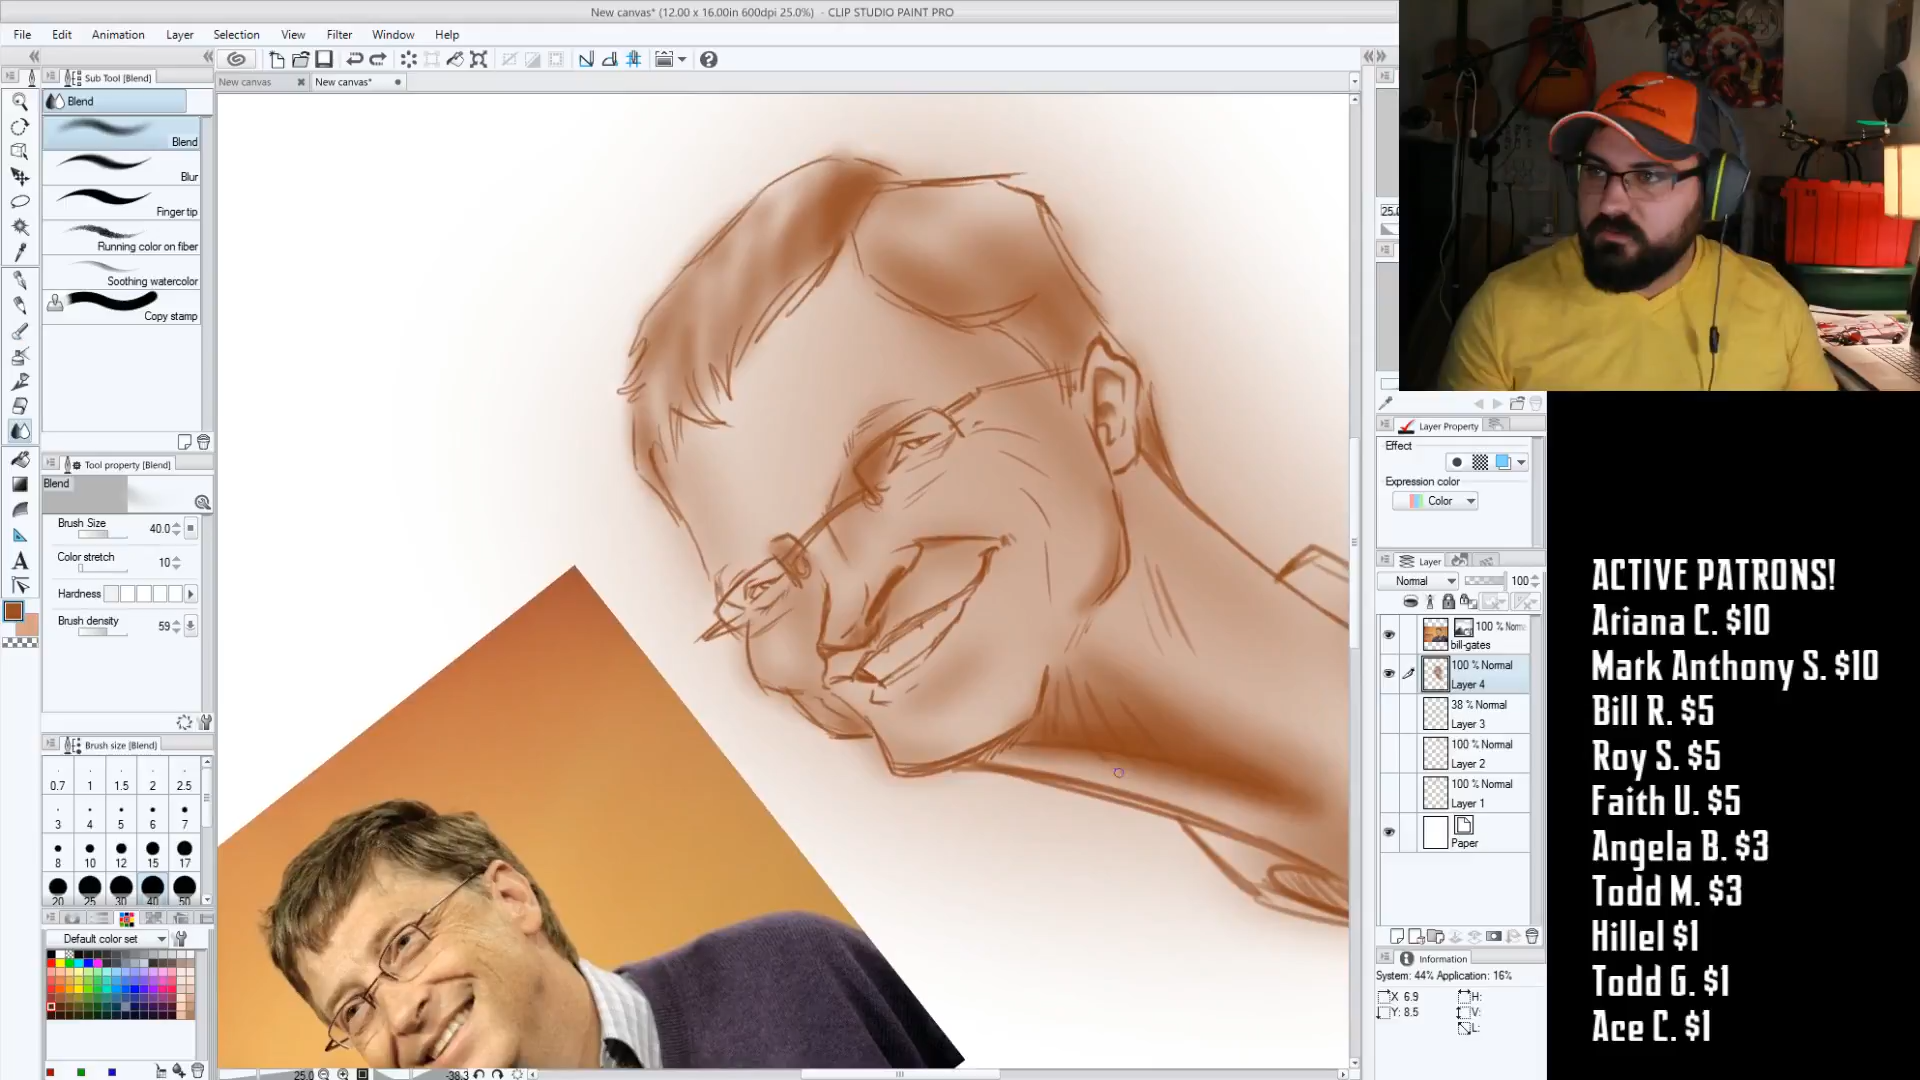 New canvas* (12.00 x 16.00in 600dpi 25.0%) - CLIP STUDIO PAINT PRO
File Edit Animation Layer Selection View Filter Window Help
Sub Tool [Blend]
New canvas
New canvas*
Blend
Blend
Blur
Finger tip
Running color on fiber
Soothing watercolor
Copy stamp
Tool property [Blend]
Blend
Brush Size 40.0
Color stretch 10
Hardness
Brush density 59
Brush size [Blend]
0.7 1 1.5 2 2.5
3 4 5 6 7
8 10 12 15 17
20 25 30 40 50
Default color set
25.0
-38.3
25.0
Layer Property
Effect
Expression color
Color
Layer
Normal 100
100 % Norma
bill-gates
100 % Normal
Layer 4
38 % Normal
Layer 3
100 % Normal
Layer 2
100 % Normal
Layer 1
Paper
Information
System: 44% Application: 16%
X 6.9 H:
Y: 8.5 V:
L:
ACTIVE PATRONS!
Ariana C. $10
Mark Anthony S. $10
Bill R. $5
Roy S. $5
Faith U. $5
Angela B. $3
Todd M. $3
Hillel $1
Todd G. $1
Ace C. $1